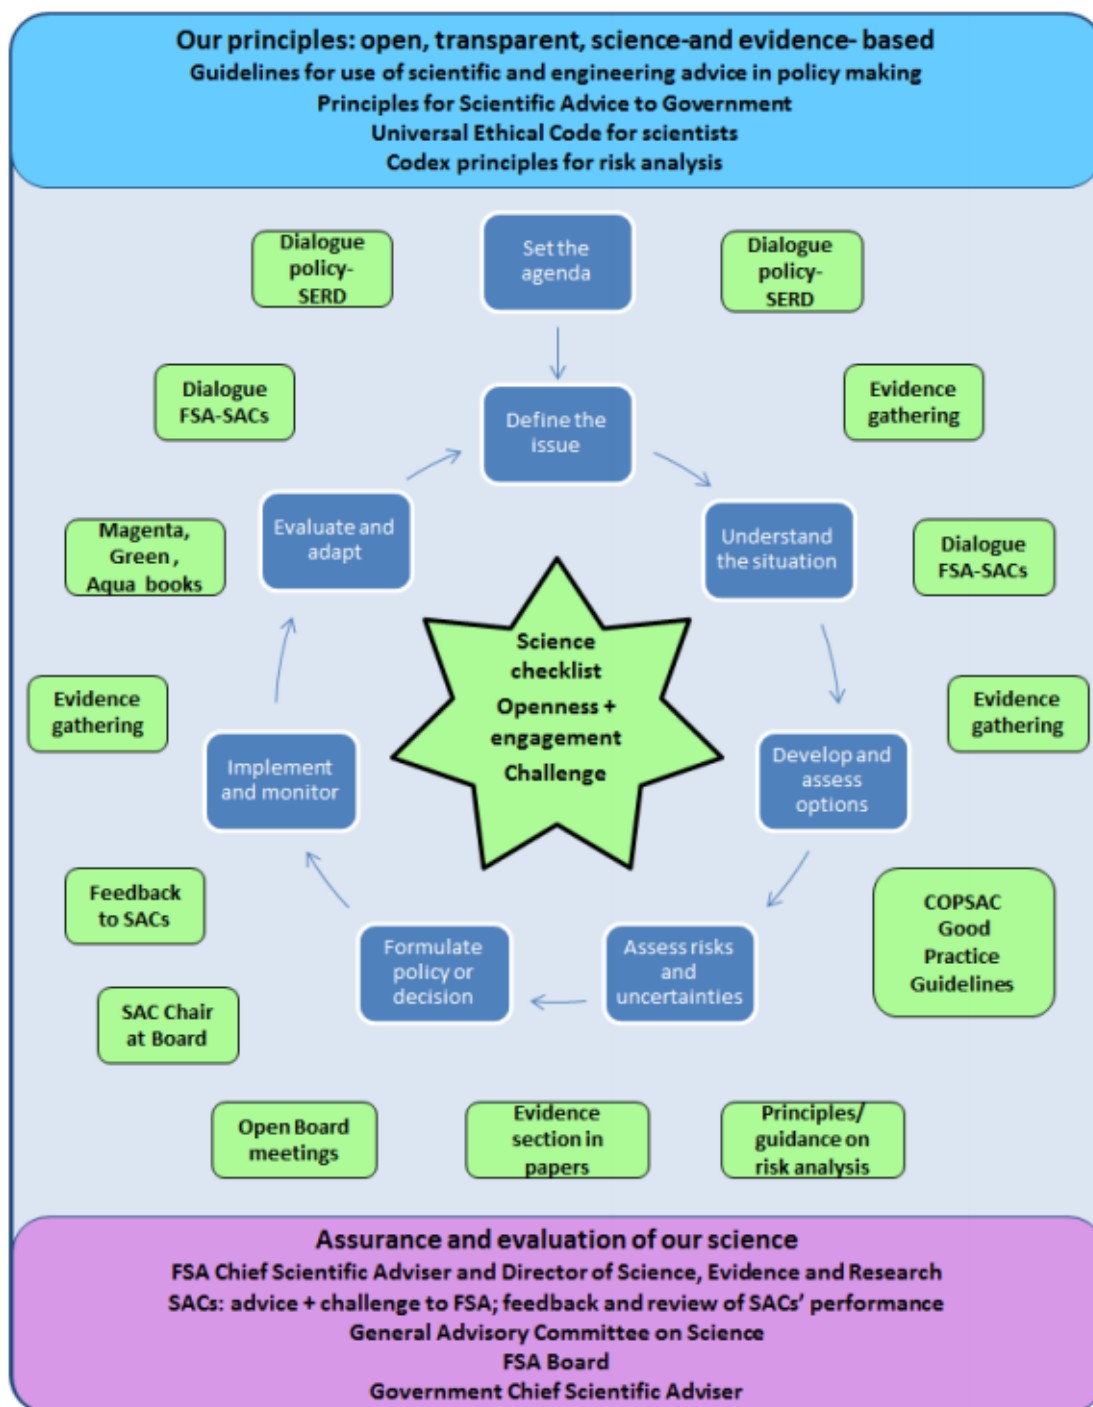 Our principles: open, transparent, science-and evidence- based
Guidelines for use of scientific and engineering advice in policy making
Principles for Scientific Advice to Government
Universal Ethical Code for scientists
Codex principles for risk analysis
Set the
agenda
Dialogue
policy-
SERD
Dialogue
policy-
SERD
Dialogue
FSA-SACs
Define the
issue
Evidence
gathering
Magenta,
Green ,
Aqua books
Evaluate and
adapt
Understand
the situation
Dialogue
FSA-SACs
Science
checklist
Openness +
engagement
Challenge
Evidence
gathering
Implement
and monitor
Develop and
assess
options
Evidence
gathering
Feedback
to SACs
Formulate
policy or
decision
Assess risks
and
uncertainties
COPSAC
Good
Practice
Guidelines
SAC Chair
at Board
Open Board
meetings
Evidence
section in
papers
Principles/
guidance on
risk analysis
Assurance and evaluation of our science
FSA Chief Scientific Adviser and Director of Science, Evidence and Research
SACs: advice + challenge to FSA; feedback and review of SACs’ performance
General Advisory Committee on Science
FSA Board
Government Chief Scientific Adviser